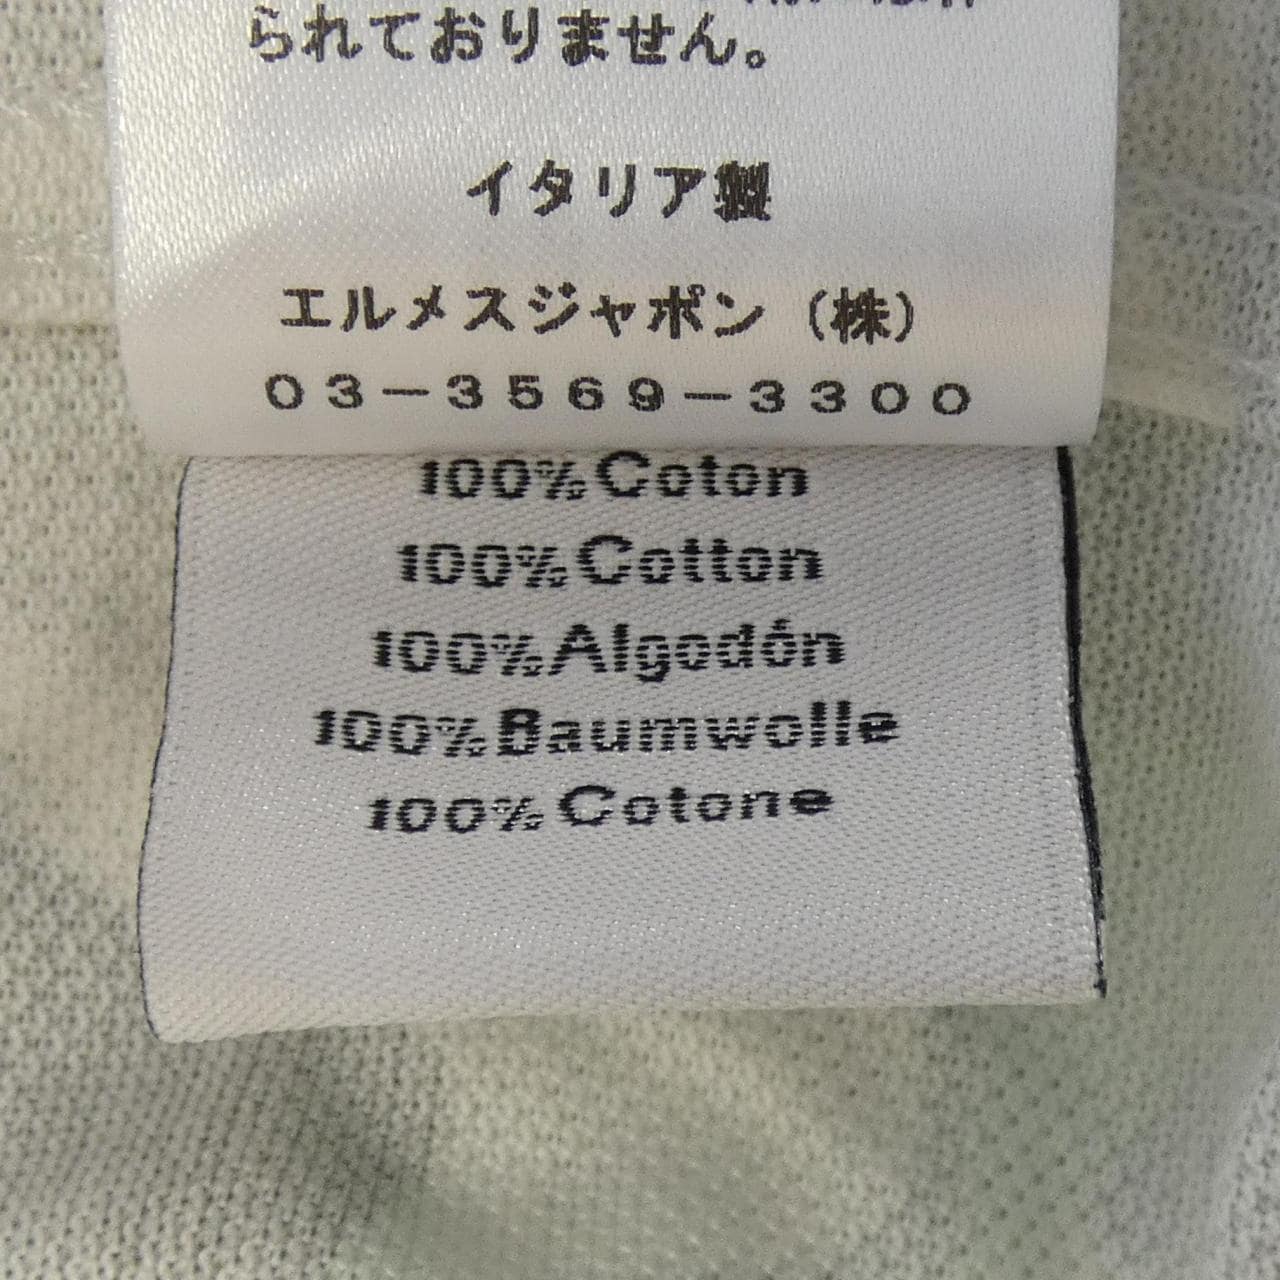 られておりません。
イタリア製
エルメスジャポン（株）
０３－３５６９－３３００
100%Coton
100%Cotton
100%Algodón
100%Baumwolle
100%Cotone